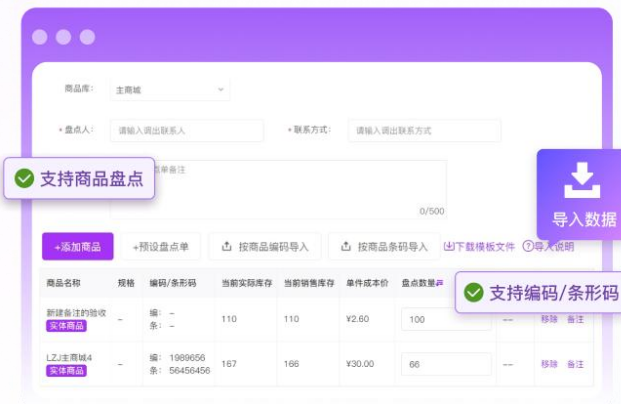 商品库： 主商城
*盘点人： 请输入调出联系人 *联系方式： 请输入调出联系方式
支持商品盘点
单备注
0/500
导入数据
+添加商品 +预设盘点单 按商品编码导入 按商品条码导入 下载模板文件 导入说明
商品名称 规格 编码/条形码 当前实际库存 当前销售库存 单件成本价 盘点数量
支持编码/条形码
新建备注的验收 – 编： – 110 110 ¥2.60 100 -- 移除 备注
实体商品 条： –
LZJ主商城4 – 编： 1989656 167 166 ¥30.00 66 -- 移除 备注
实体商品 条： 56456456